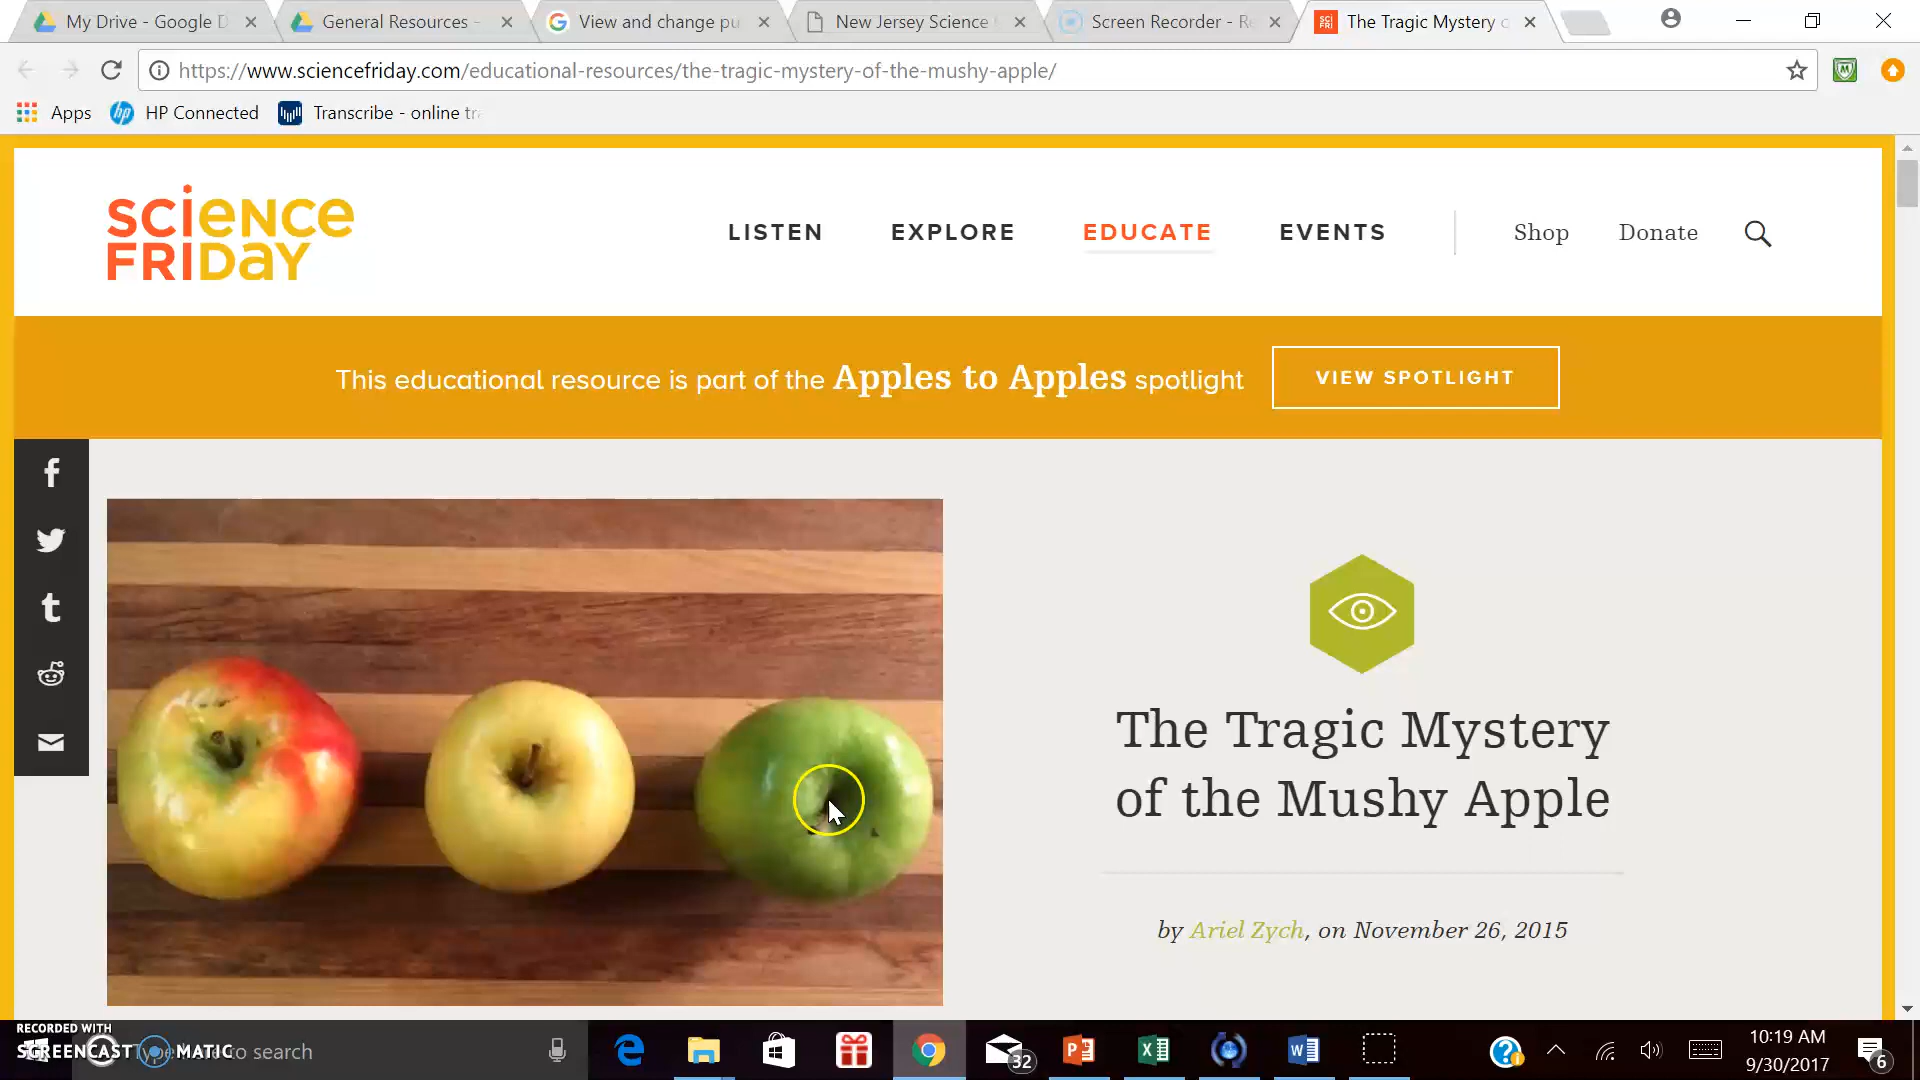 My Drive - Google D
General Resources -
View and change pu
New Jersey Science
Screen Recorder - Re
The Tragic Mystery o
https://www.sciencefriday.com/educational-resources/the-tragic-mystery-of-the-mushy-apple/
Apps
HP Connected
Transcribe - online tr
SCIENCE
FRIDAY
LISTEN
EXPLORE
EDUCATE
EVENTS
Shop
Donate
This educational resource is part of the Apples to Apples spotlight
VIEW SPOTLIGHT
The Tragic Mystery
of the Mushy Apple
by Ariel Zych, on November 26, 2015
RECORDED WITH
SCREENCAST MATIC
to search
32
10:19 AM
9/30/2017
6